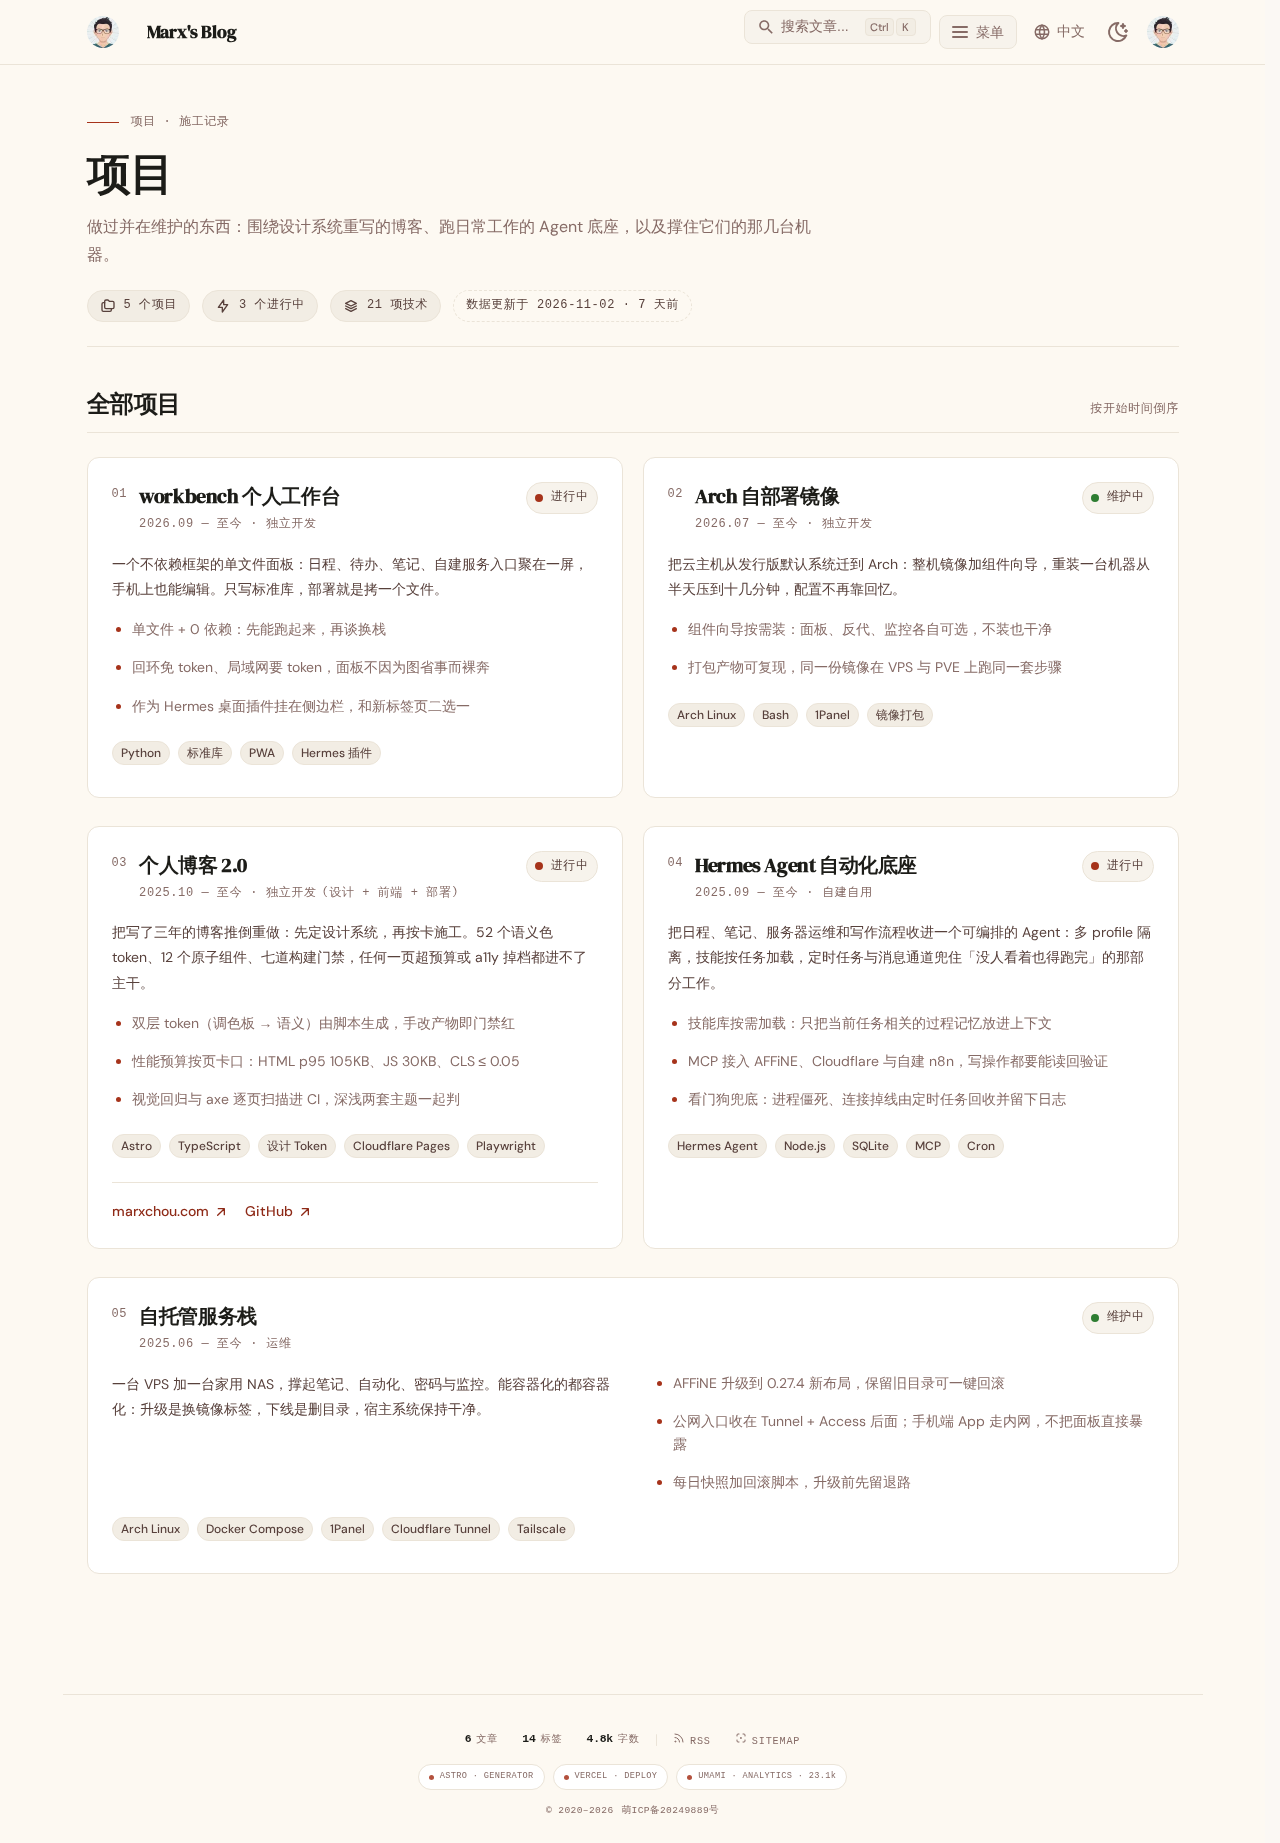 Marx's Blog
搜索文章... Ctrl K
菜单
中文
项目 · 施工记录
项目
做过并在维护的东西：围绕设计系统重写的博客、跑日常工作的 Agent 底座，以及撑住它们的那几台机
器。
5 个项目
3 个进行中
21 项技术
数据更新于 2026-11-02 · 7 天前
全部项目
按开始时间倒序
01 workbench 个人工作台
进行中
2026.09 — 至今 · 独立开发
一个不依赖框架的单文件面板：日程、待办、笔记、自建服务入口聚在一屏，
手机上也能编辑。只写标准库，部署就是拷一个文件。
单文件 + 0 依赖：先能跑起来，再谈换栈
回环免 token、局域网要 token，面板不因为图省事而裸奔
作为 Hermes 桌面插件挂在侧边栏，和新标签页二选一
Python 标准库 PWA Hermes 插件
02 Arch 自部署镜像
维护中
2026.07 — 至今 · 独立开发
把云主机从发行版默认系统迁到 Arch：整机镜像加组件向导，重装一台机器从
半天压到十几分钟，配置不再靠回忆。
组件向导按需装：面板、反代、监控各自可选，不装也干净
打包产物可复现，同一份镜像在 VPS 与 PVE 上跑同一套步骤
Arch Linux Bash 1Panel 镜像打包
03 个人博客 2.0
进行中
2025.10 — 至今 · 独立开发（设计 + 前端 + 部署）
把写了三年的博客推倒重做：先定设计系统，再按卡施工。52 个语义色
token、12 个原子组件、七道构建门禁，任何一页超预算或 a11y 掉档都进不了
主干。
双层 token（调色板 → 语义）由脚本生成，手改产物即门禁红
性能预算按页卡口：HTML p95 105KB、JS 30KB、CLS ≤ 0.05
视觉回归与 axe 逐页扫描进 CI，深浅两套主题一起判
Astro TypeScript 设计 Token Cloudflare Pages Playwright
marxchou.com ↗ GitHub ↗
04 Hermes Agent 自动化底座
进行中
2025.09 — 至今 · 自建自用
把日程、笔记、服务器运维和写作流程收进一个可编排的 Agent：多 profile 隔
离，技能按任务加载，定时任务与消息通道兜住「没人看着也得跑完」的那部
分工作。
技能库按需加载：只把当前任务相关的过程记忆放进上下文
MCP 接入 AFFiNE、Cloudflare 与自建 n8n，写操作都要能读回验证
看门狗兜底：进程僵死、连接掉线由定时任务回收并留下日志
Hermes Agent Node.js SQLite MCP Cron
05 自托管服务栈
维护中
2025.06 — 至今 · 运维
一台 VPS 加一台家用 NAS，撑起笔记、自动化、密码与监控。能容器化的都容器
化：升级是换镜像标签，下线是删目录，宿主系统保持干净。
AFFiNE 升级到 0.27.4 新布局，保留旧目录可一键回滚
公网入口收在 Tunnel + Access 后面；手机端 App 走内网，不把面板直接暴
露
每日快照加回滚脚本，升级前先留退路
Arch Linux Docker Compose 1Panel Cloudflare Tunnel Tailscale
6 文章 14 标签 4.8k 字数 RSS SITEMAP
ASTRO · GENERATOR VERCEL · DEPLOY UMAMI · ANALYTICS · 23.1k
© 2020–2026 萌ICP备20249889号